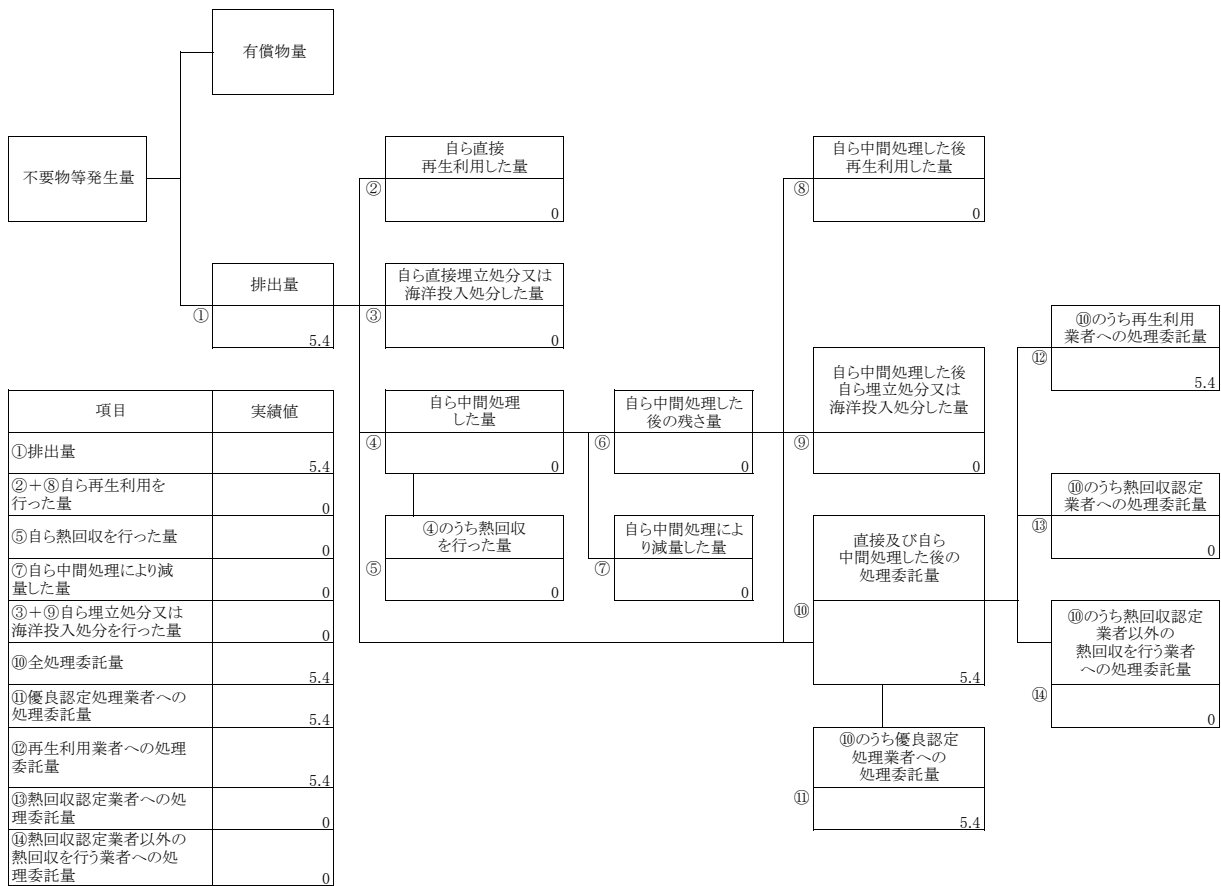 有償物量
不要物等発生量
自ら直接
再生利用した量
②
0
自ら中間処理した後
再生利用した量
⑧
0
排出量
①
5.4
自ら直接埋立処分又は
海洋投入処分した量
③
0
⑩のうち再生利用
業者への処理委託量
⑫
5.4
自ら中間処理
した量
④
0
自ら中間処理した
後の残さ量
⑥
0
自ら中間処理した後
自ら埋立処分又は
海洋投入処分した量
⑨
0
⑩のうち熱回収認定
業者への処理委託量
⑬
0
④のうち熱回収
を行った量
⑤
0
自ら中間処理によ
り減量した量
⑦
0
直接及び自ら
中間処理した後の
処理委託量
⑩
5.4
⑩のうち熱回収認定
業者以外の
熱回収を行う業者
への処理委託量
⑭
0
⑩のうち優良認定
処理業者への
処理委託量
⑪
5.4
項目 実績値
①排出量
5.4
②+⑧自ら再生利用を
行った量
0
⑤自ら熱回収を行った量
0
⑦自ら中間処理により減
量した量
0
③+⑨自ら埋立処分又は
海洋投入処分を行った量
0
⑩全処理委託量
5.4
⑪優良認定処理業者への
処理委託量
5.4
⑫再生利用業者への処理
委託量
5.4
⑬熱回収認定業者への処
理委託量
0
⑭熱回収認定業者以外の
熱回収を行う業者への処
理委託量
0